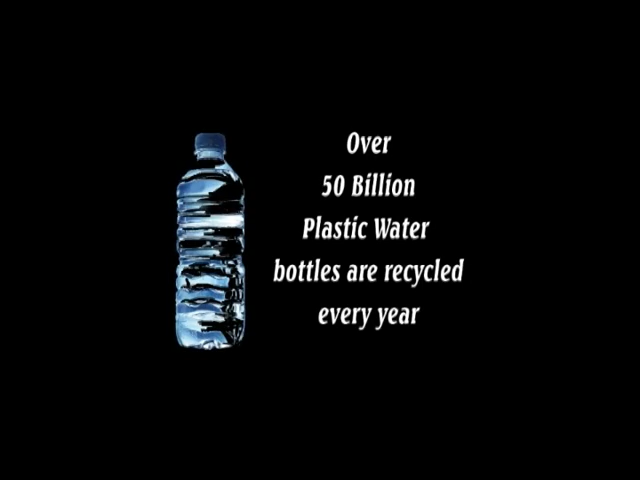 Over
50 Billion
Plastic Water
bottles are recycled
every year